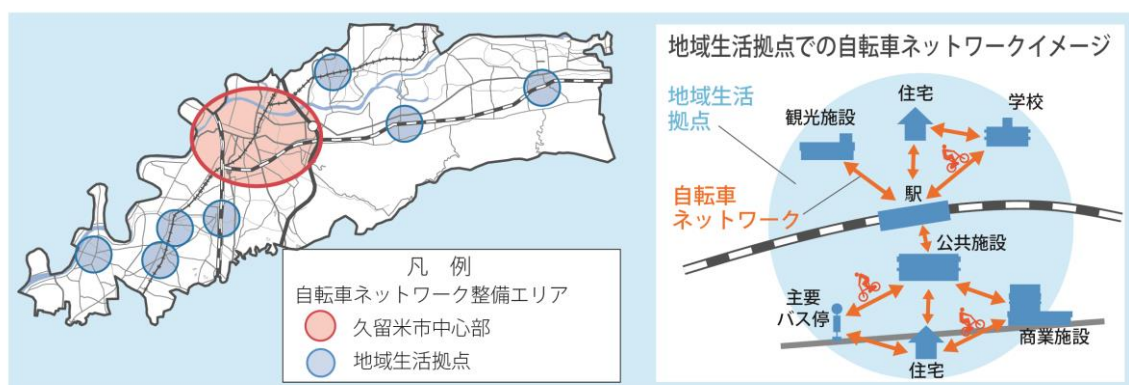 凡　例
自転車ネットワーク整備エリア
久留米市中心部
地域生活拠点
地域生活拠点での自転車ネットワークイメージ
地域生活
拠点
住宅
学校
観光施設
自転車
ネットワーク
駅
公共施設
主要
バス停
商業施設
住宅